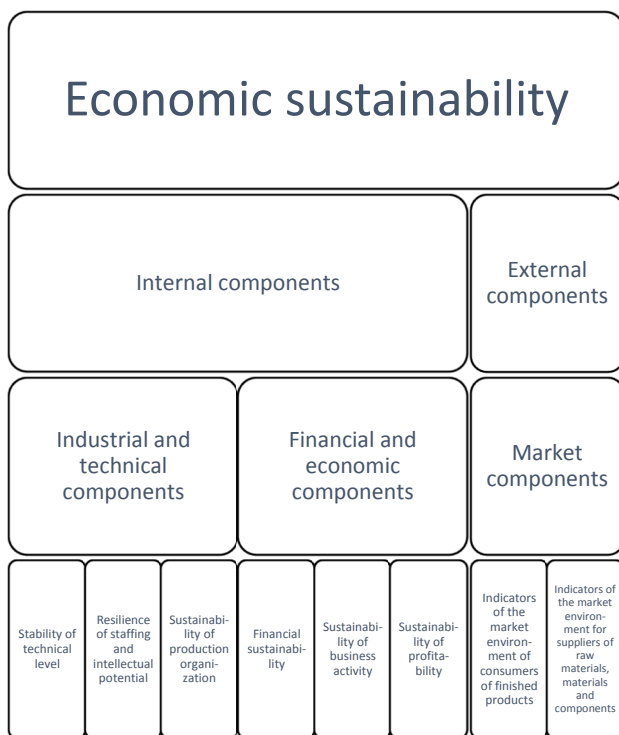 Economic sustainability
Internal components
External
components
Industrial and
technical
components
Financial and
economic
components
Market
components
Stability of
technical
level
Resilience
of staffing
and
intellectual
potential
Sustainabi-
lity of
production
organi-
zation
Financial
sustainabi-
lity
Sustainabi-
lity of
business
activity
Sustainabi-
lity of
profita-
bility
Indicators
of the
market
environ-
ment of
consumers
of finished
products
Indicators of
the market
environ-
ment for
suppliers of
raw
materials,
materials
and
components